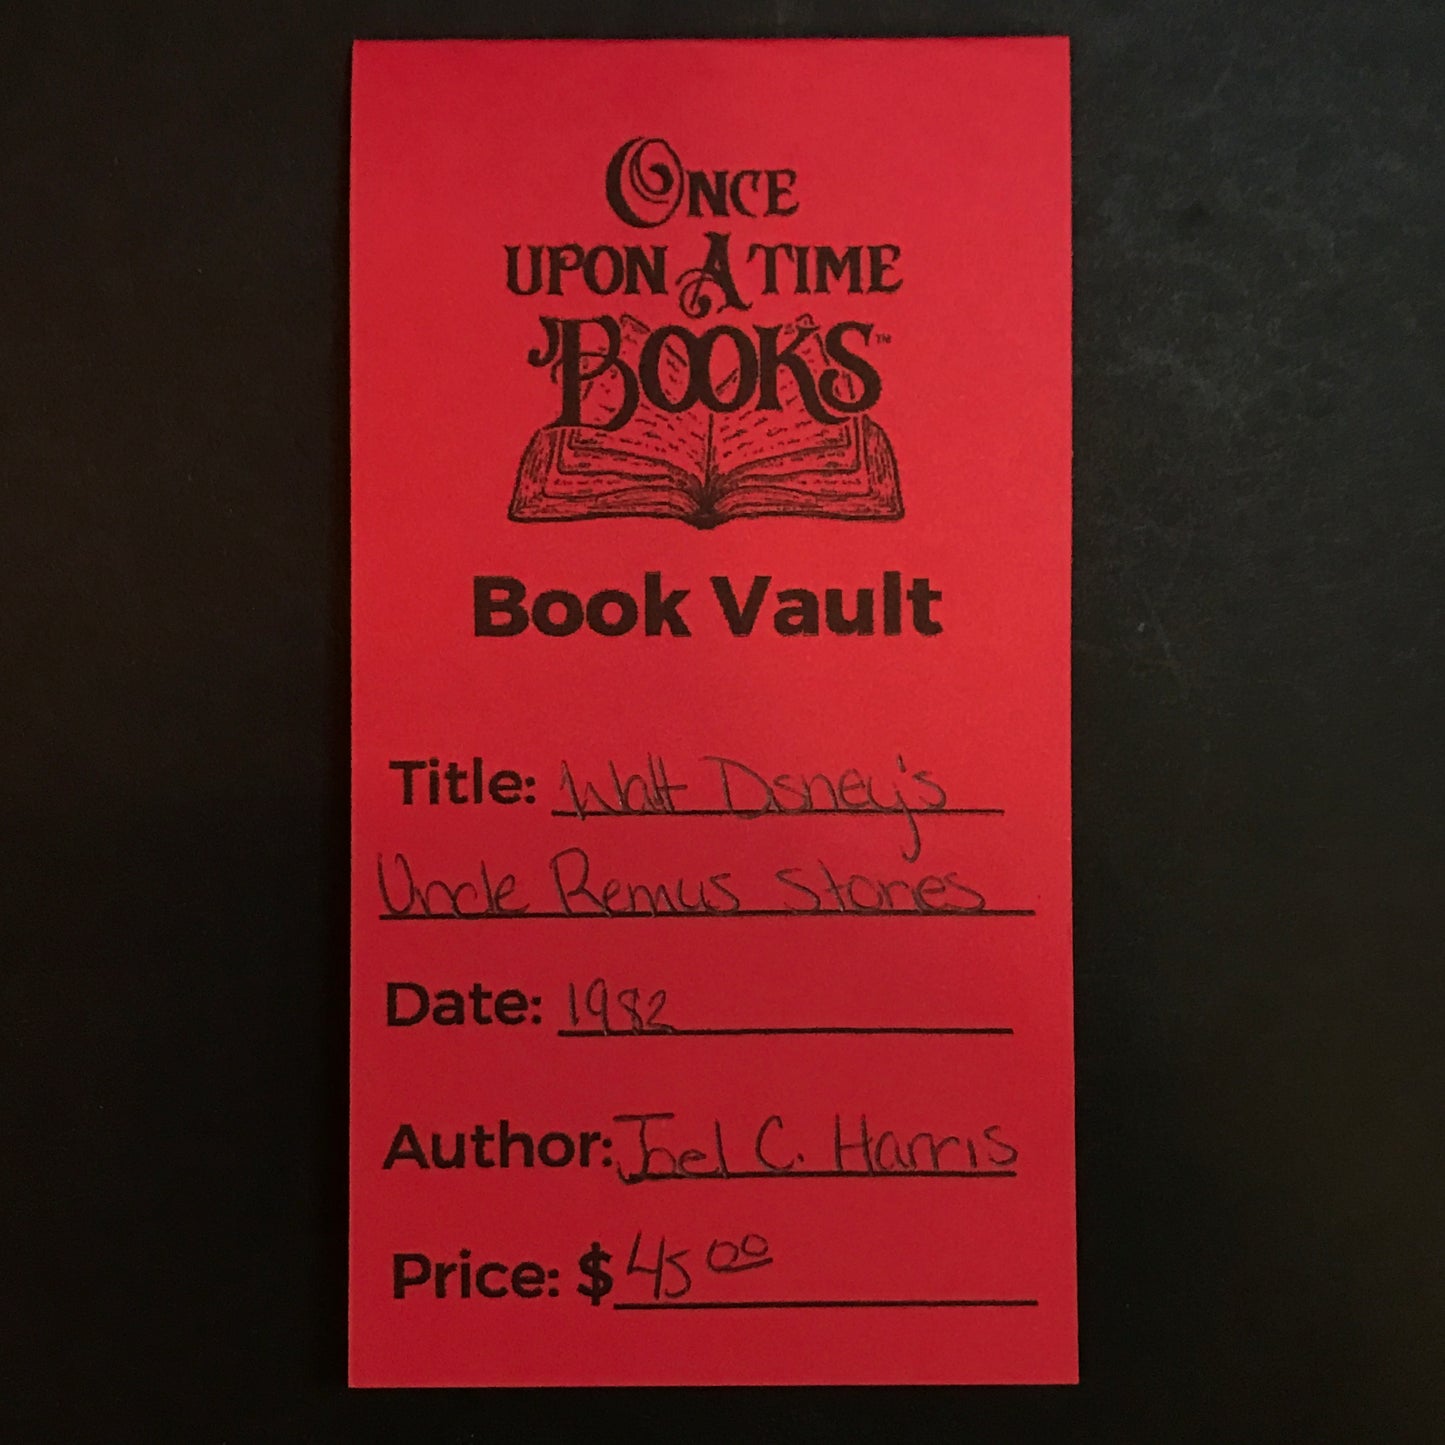 Once
upon A time
Books™
Book Vault
Title: Walt Disney's
Uncle Remus Stories
Date: 1982
Author: Joel C. Harris
Price: $45 00